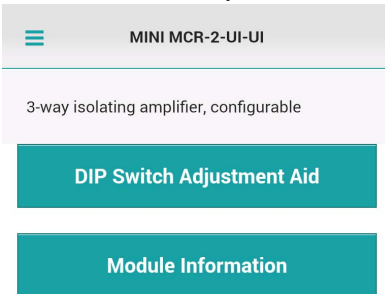 MINI MCR-2-UI-UI
3-way isolating amplifier, configurable
DIP Switch Adjustment Aid
Module Information